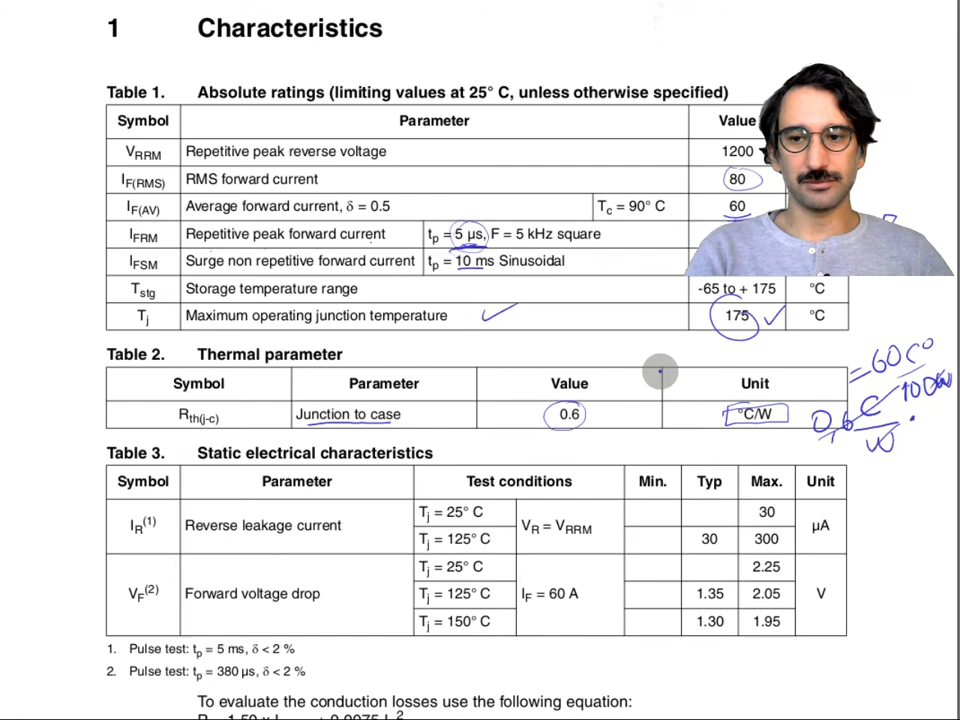 1 Characteristics
Table 1. Absolute ratings (limiting values at 25° C, unless otherwise specified)
Symbol Parameter Value
VRRM Repetitive peak reverse voltage 1200
IF(RMS) RMS forward current 80
IF(AV) Average forward current, δ = 0.5 Tc = 90° C 60
IFRM Repetitive peak forward current tp = 5 µs, F = 5 kHz square
IFSM Surge non repetitive forward current tp = 10 ms Sinusoidal
Tstg Storage temperature range -65 to + 175 °C
Tj Maximum operating junction temperature 175 °C
Table 2. Thermal parameter
Symbol Parameter Value Unit
Rth(j-c) Junction to case 0.6 °C/W
= 60 C°
0,6 C
W
Table 3. Static electrical characteristics
Symbol Parameter Test conditions Min. Typ Max. Unit
IR(1) Reverse leakage current Tj = 25° C VR = VRRM 30 µA
Tj = 125° C 30 300
VF(2) Forward voltage drop Tj = 25° C IF = 60 A 2.25 V
Tj = 125° C 1.35 2.05
Tj = 150° C 1.30 1.95
1. Pulse test: tp = 5 ms, δ < 2 %
2. Pulse test: tp = 380 µs, δ < 2 %
To evaluate the conduction losses use the following equation: